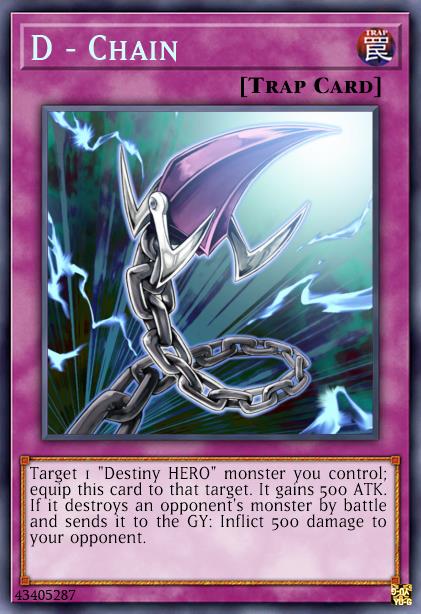 D - Chain
TRAP
罠
[Trap Card]
Target 1 "Destiny HERO" monster you control;
equip this card to that target. It gains 500 ATK.
If it destroys an opponent's monster by battle
and sends it to the GY: Inflict 500 damage to
your opponent.
43405287